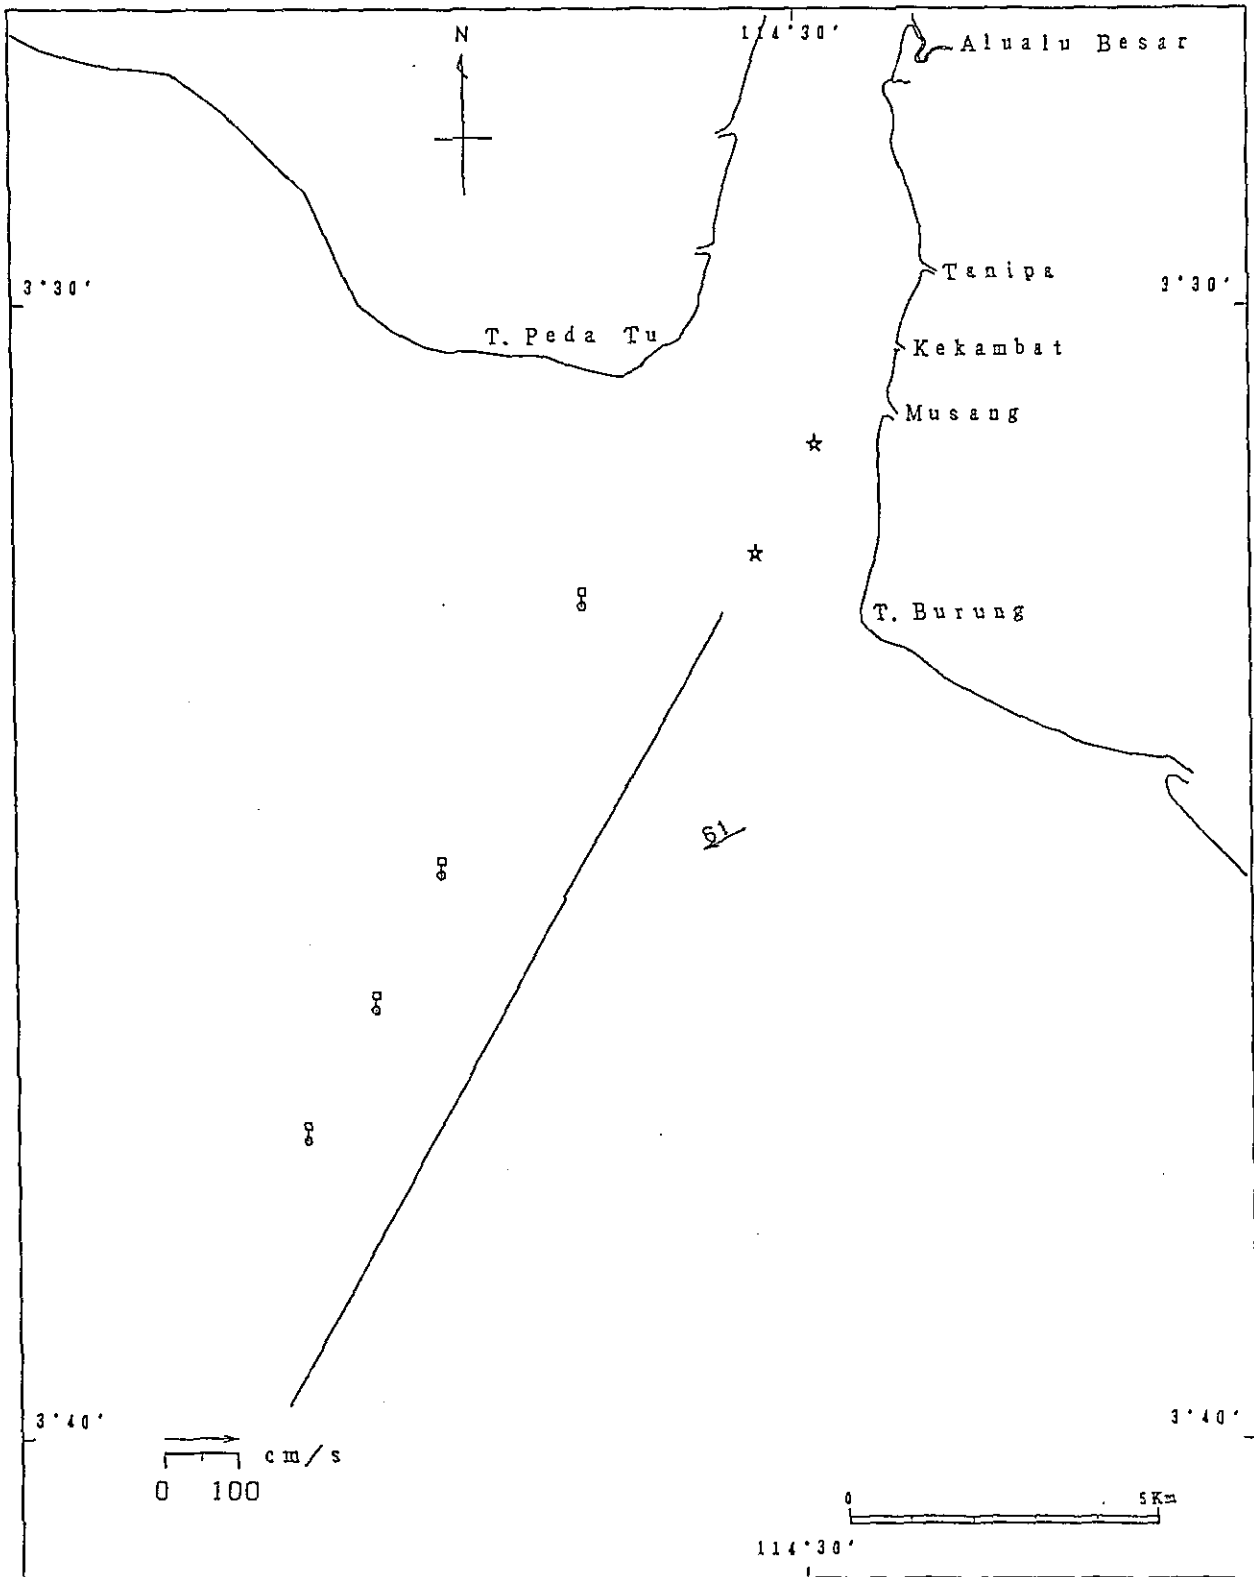 N
114°30'
Alualu Besar
Tanipa
3°30'
3°30'
T. Peda Tu
Kekambat
Musang
T. Burung
61
3°40'
3°40'
cm/s
0 100
0 5Km
114°30'